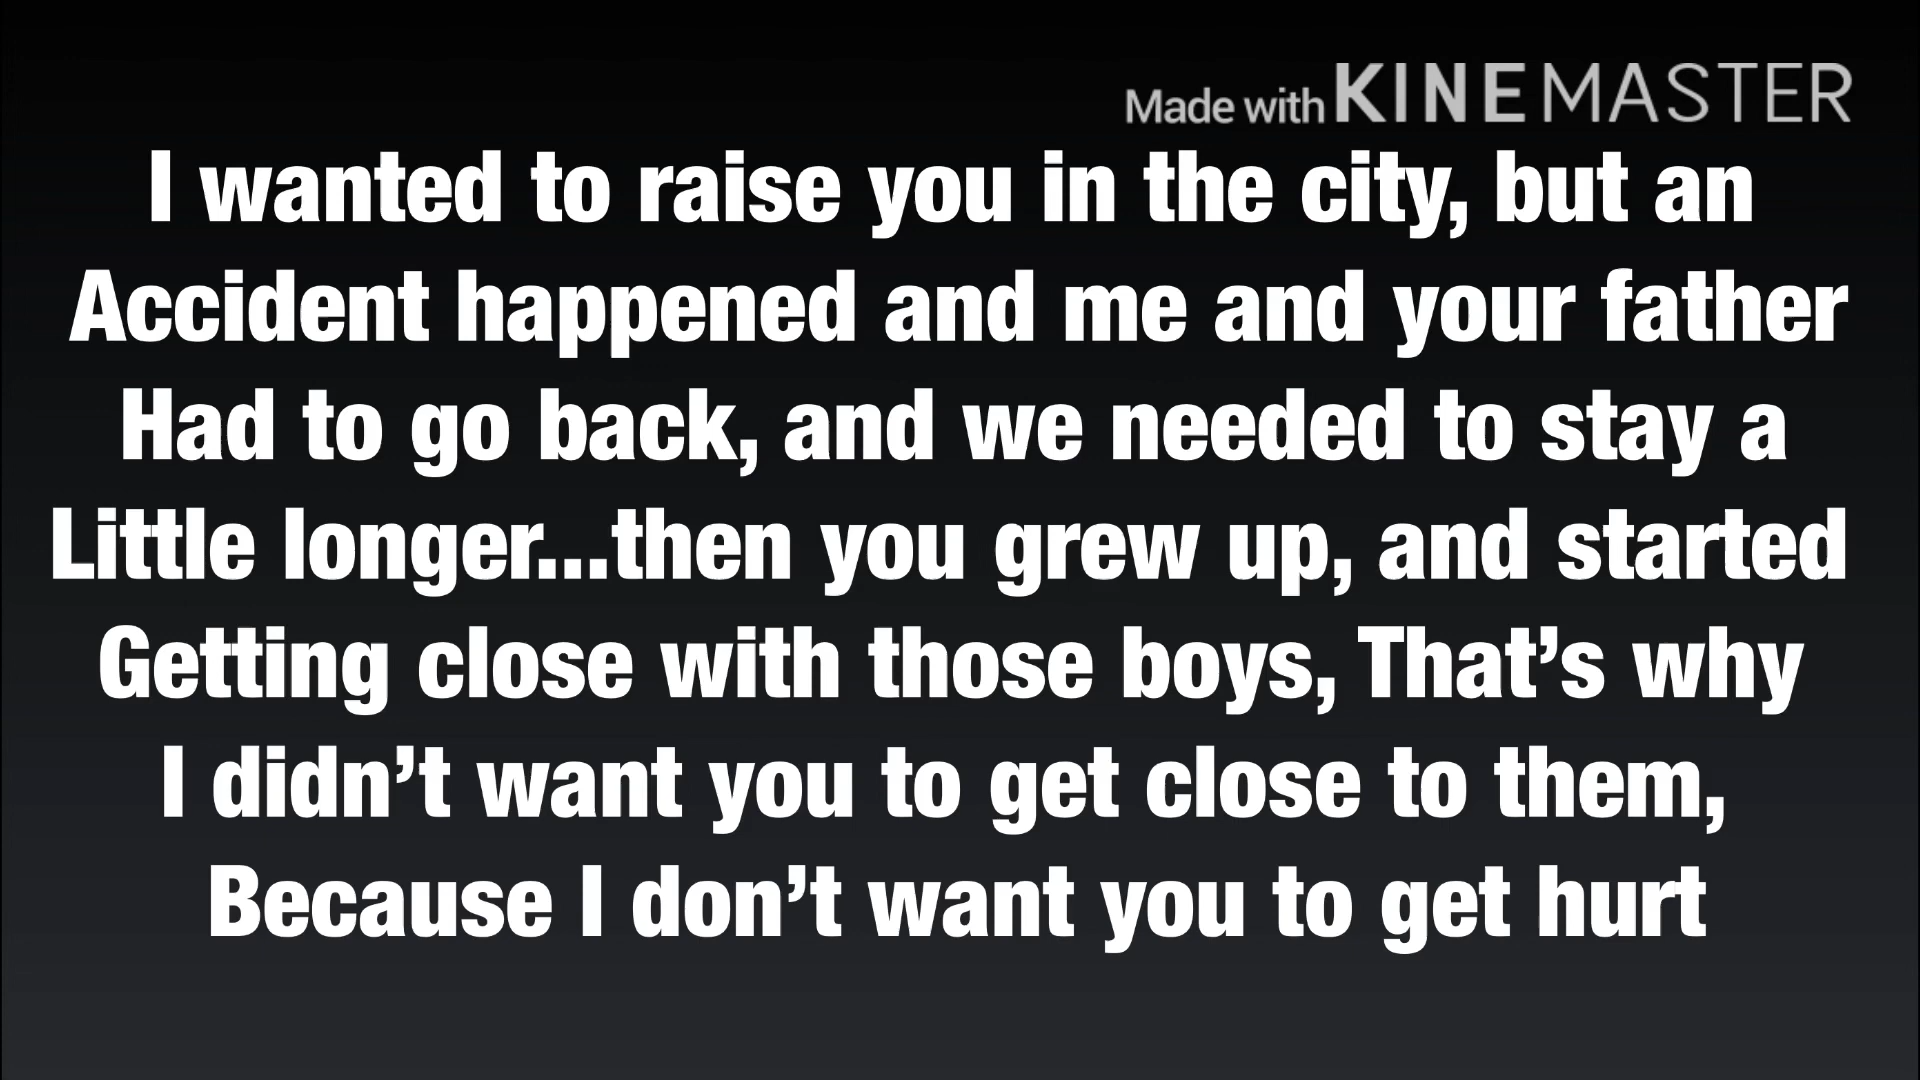 Made with KINEMASTER
I wanted to raise you in the city, but an
Accident happened and me and your father
Had to go back, and we needed to stay a
Little longer...then you grew up, and started
Getting close with those boys, That’s why
I didn’t want you to get close to them,
Because I don’t want you to get hurt